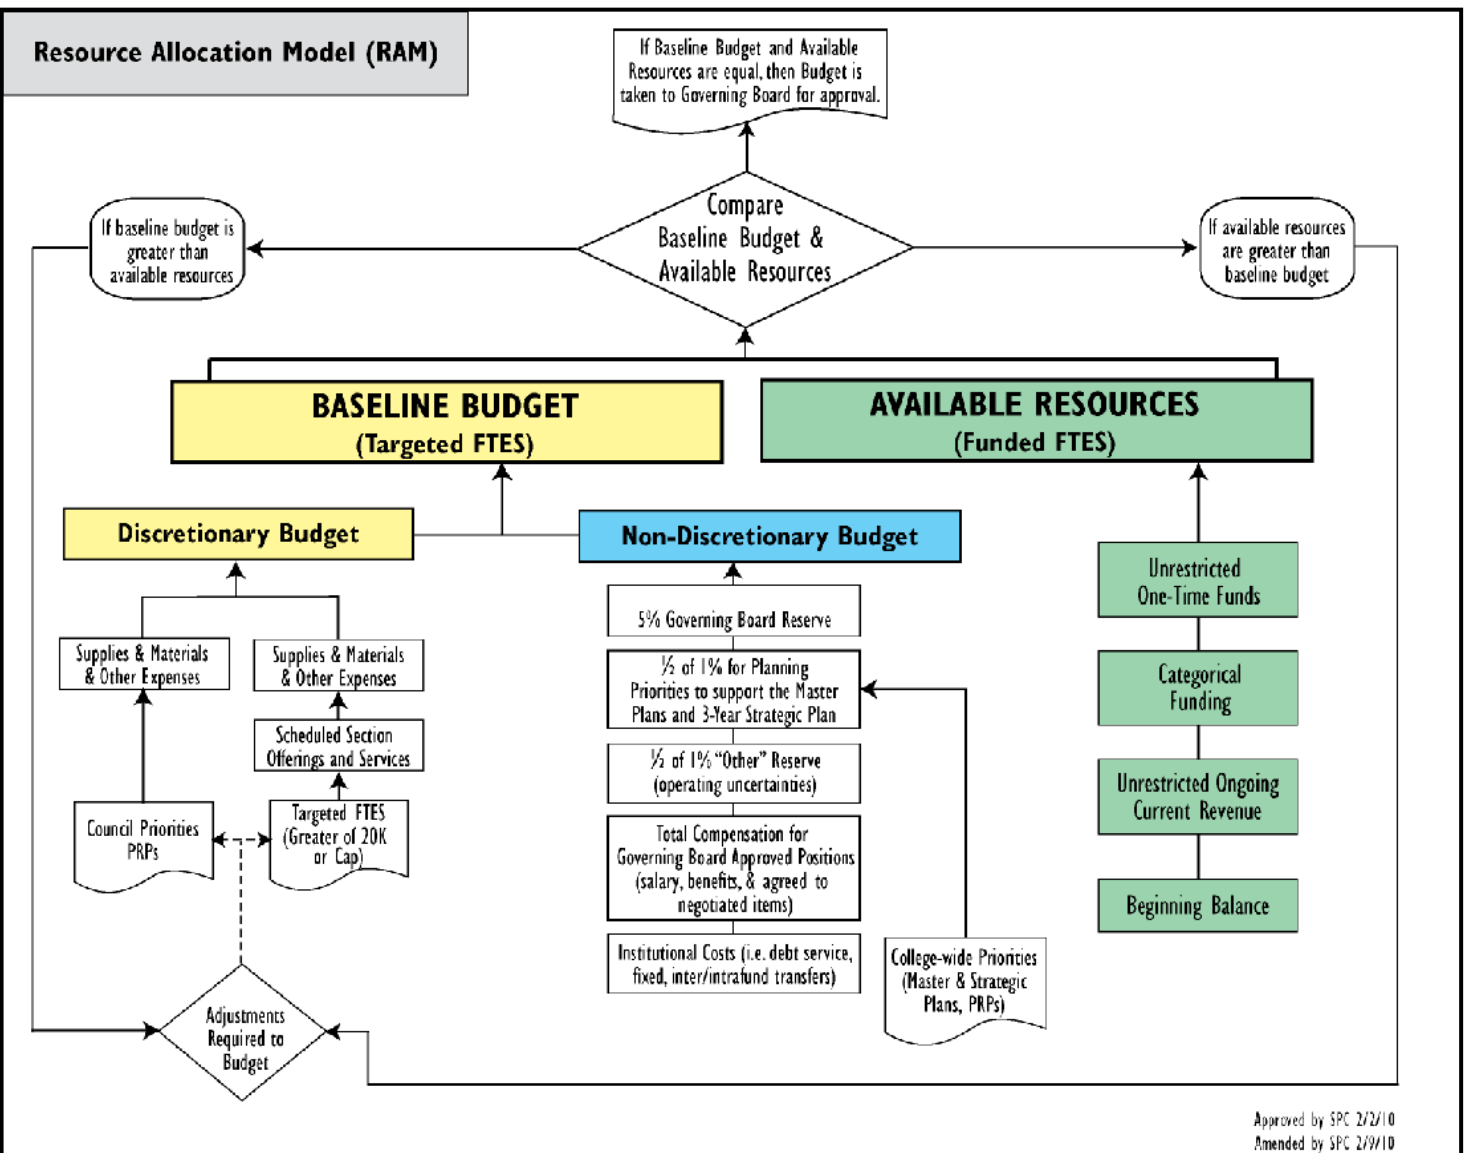 Resource Allocation Model (RAM)
If Baseline Budget and Available
Resources are equal, then Budget is
taken to Governing Board for approval.
Compare
Baseline Budget &
Available Resources
If baseline budget is
greater than
available resources
If available resources
are greater than
baseline budget
BASELINE BUDGET
(Targeted FTES)
AVAILABLE RESOURCES
(Funded FTES)
Discretionary Budget
Non-Discretionary Budget
Supplies & Materials
& Other Expenses
Supplies & Materials
& Other Expenses
Scheduled Section
Offerings and Services
Council Priorities
PRPs
Targeted FTES
(Greater of 20K
or Cap)
Adjustments
Required to
Budget
5% Governing Board Reserve
½ of 1% for Planning
Priorities to support the Master
Plans and 3-Year Strategic Plan
½ of 1% “Other” Reserve
(operating uncertainties)
Total Compensation for
Governing Board Approved Positions
(salary, benefits, & agreed to
negotiated items)
Institutional Costs (i.e. debt service,
fixed, inter/intrafund transfers)
College-wide Priorities
(Master & Strategic
Plans, PRPs)
Unrestricted
One-Time Funds
Categorical
Funding
Unrestricted Ongoing
Current Revenue
Beginning Balance
Approved by SPC 2/2/10
Amended by SPC 2/9/10